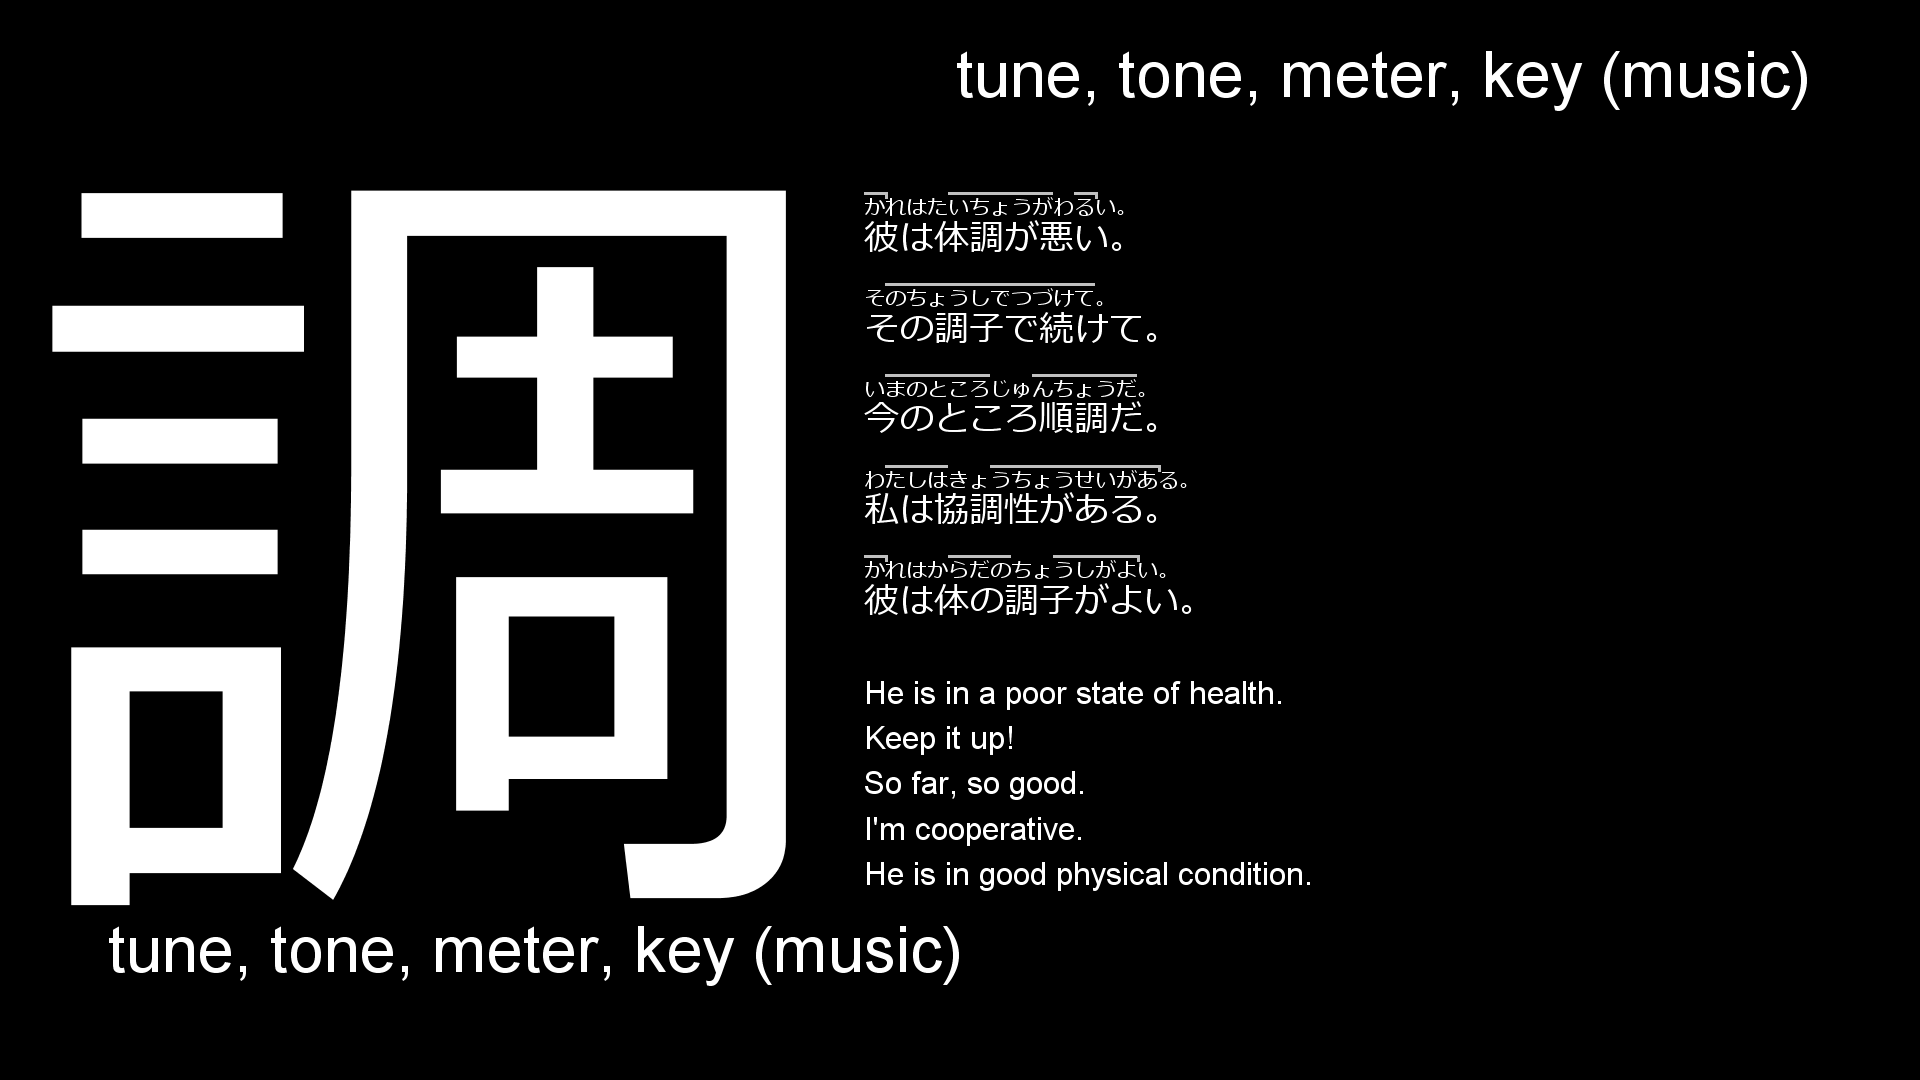 tune, tone, meter, key (music)
調
かれはたいちょうがわるい。
彼は体調が悪い。
そのちょうしでつづけて。
その調子で続けて。
いまのところじゅんちょうだ。
今のところ順調だ。
わたしはきょうちょうせいがある。
私は協調性がある。
かれはからだのちょうしがよい。
彼は体の調子がよい。
He is in a poor state of health.
Keep it up!
So far, so good.
I'm cooperative.
He is in good physical condition.
tune, tone, meter, key (music)